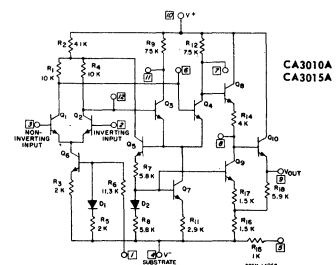 10 V+
R2 4.1K
R1 10K
R4 10K
R9 7.5K
R12 7.5K
11
6
7
12
Q8
CA3010A
CA3015A
Q1
Q2
Q3
Q4
R14 4K
3
NON-INVERTING INPUT
2
INVERTING INPUT
Q5
8
Q10
Q6
R7 5.8K
Q9
9 VOUT
R3 2K
D1
R6 11.3K
D2
Q7
R17 1.5K
R18 5.9K
R5 2K
R8 5.8K
R11 2.9K
R16 1.5K
R15 1K
1
4 V-
SUBSTRATE
5